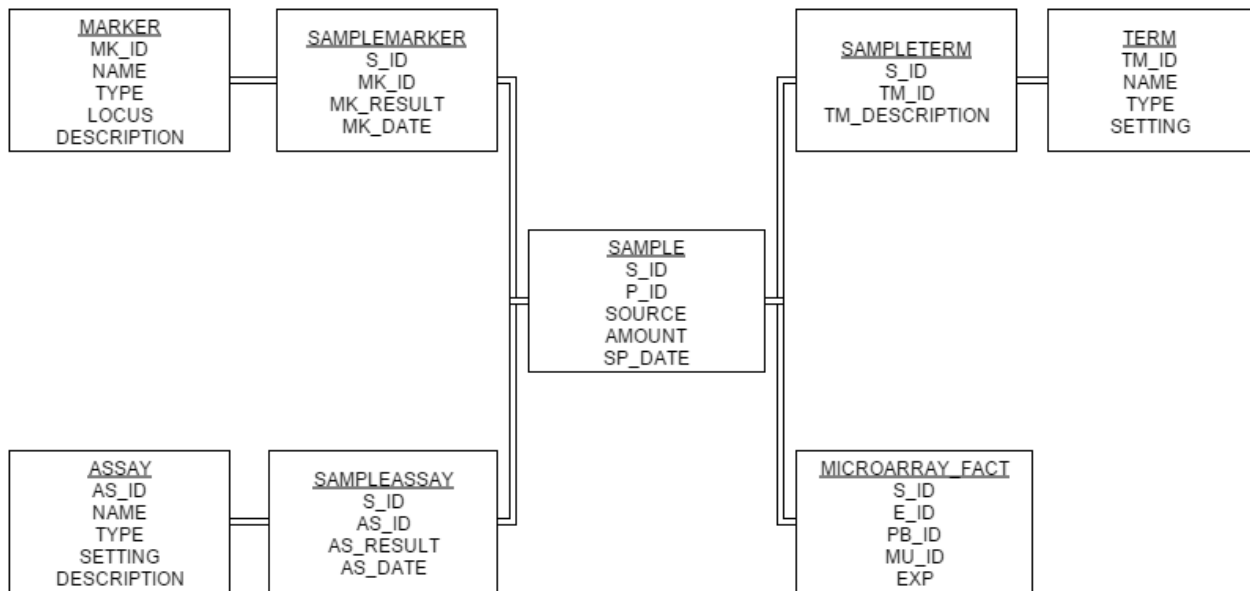 MARKER
MK_ID
NAME
TYPE
LOCUS
DESCRIPTION
SAMPLEMARKER
S_ID
MK_ID
MK_RESULT
MK_DATE
SAMPLETERM
S_ID
TM_ID
TM_DESCRIPTION
TERM
TM_ID
NAME
TYPE
SETTING
SAMPLE
S_ID
P_ID
SOURCE
AMOUNT
SP_DATE
ASSAY
AS_ID
NAME
TYPE
SETTING
DESCRIPTION
SAMPLEASSAY
S_ID
AS_ID
AS_RESULT
AS_DATE
MICROARRAY_FACT
S_ID
E_ID
PB_ID
MU_ID
EXP